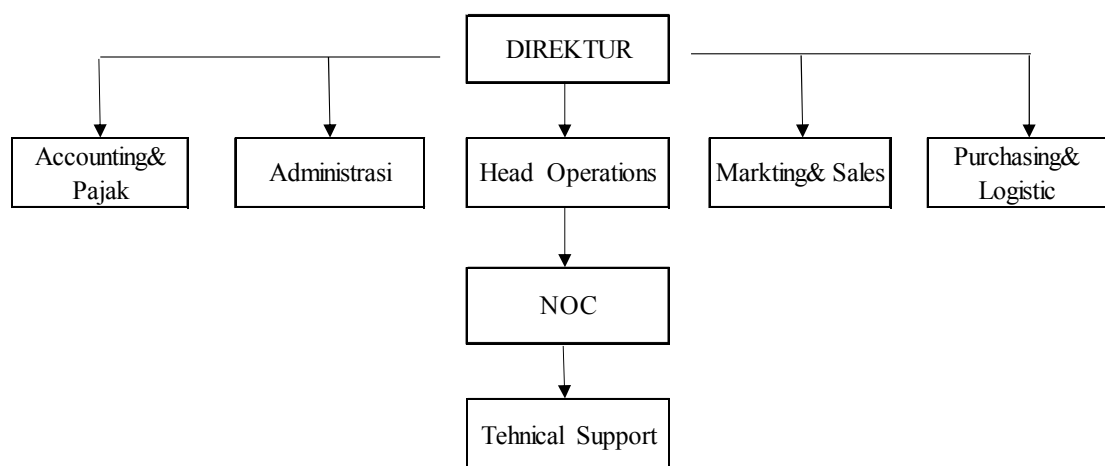 DIREKTUR
Accounting&
Pajak
Administrasi
Head Operations
Markting& Sales
Purchasing&
Logistic
NOC
Tehnical Support